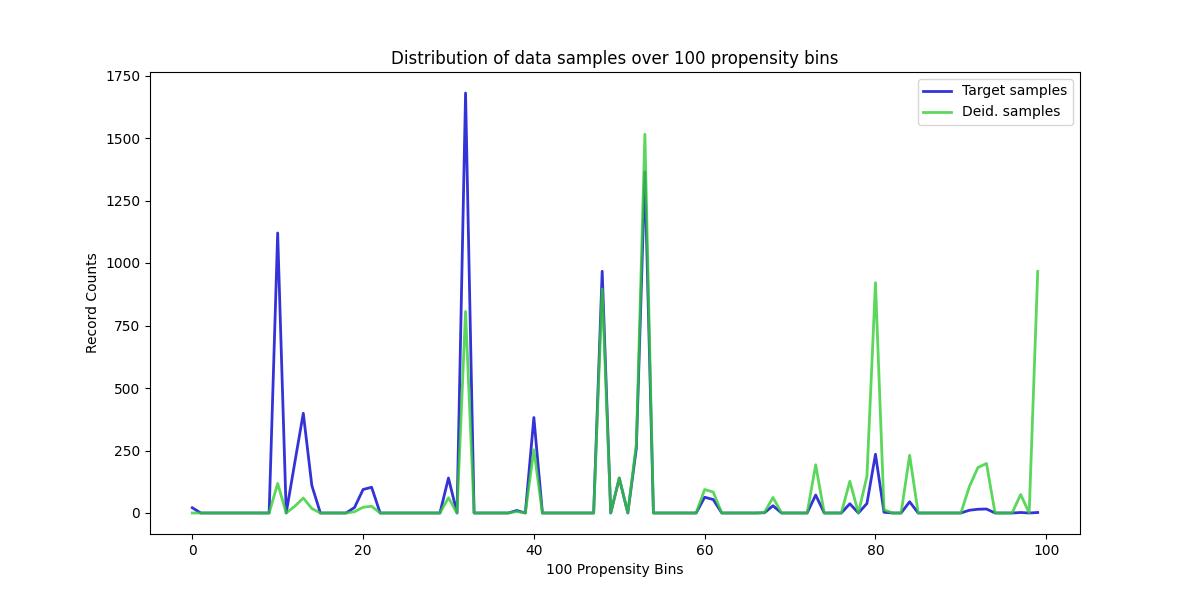 Distribution of data samples over 100 propensity bins
Target samples
Deid. samples
1750
1500
1250
1000
750
500
250
0
Record Counts
0 20 40 60 80 100
100 Propensity Bins